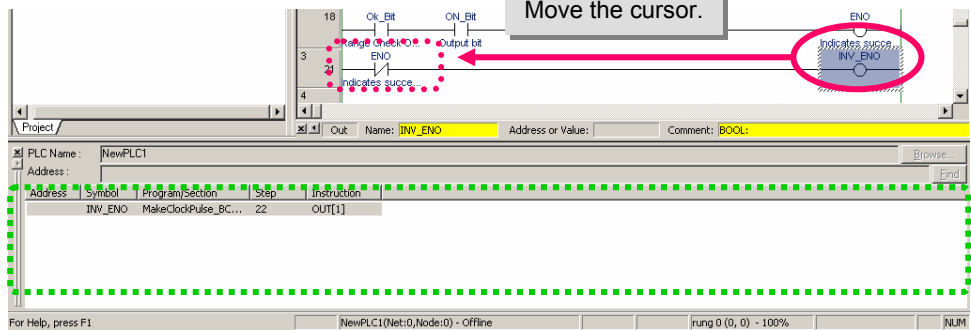 Move the cursor.
18 Ok_Bit ON_Bit ENO
Range Check O... Output bit Indicates succe...
3 ENO INV_ENO
21
Indicates succe...
4
Project
Out Name: INV_ENO Address or Value: Comment: BOOL:
PLC Name : NewPLC1 Browse...
Address : Find
Address Symbol Program/Section Step Instruction
INV_ENO MakeClockPulse_BC... 22 OUT[1]
For Help, press F1 NewPLC1(Net:0,Node:0) - Offline rung 0 (0, 0) - 100% NUM